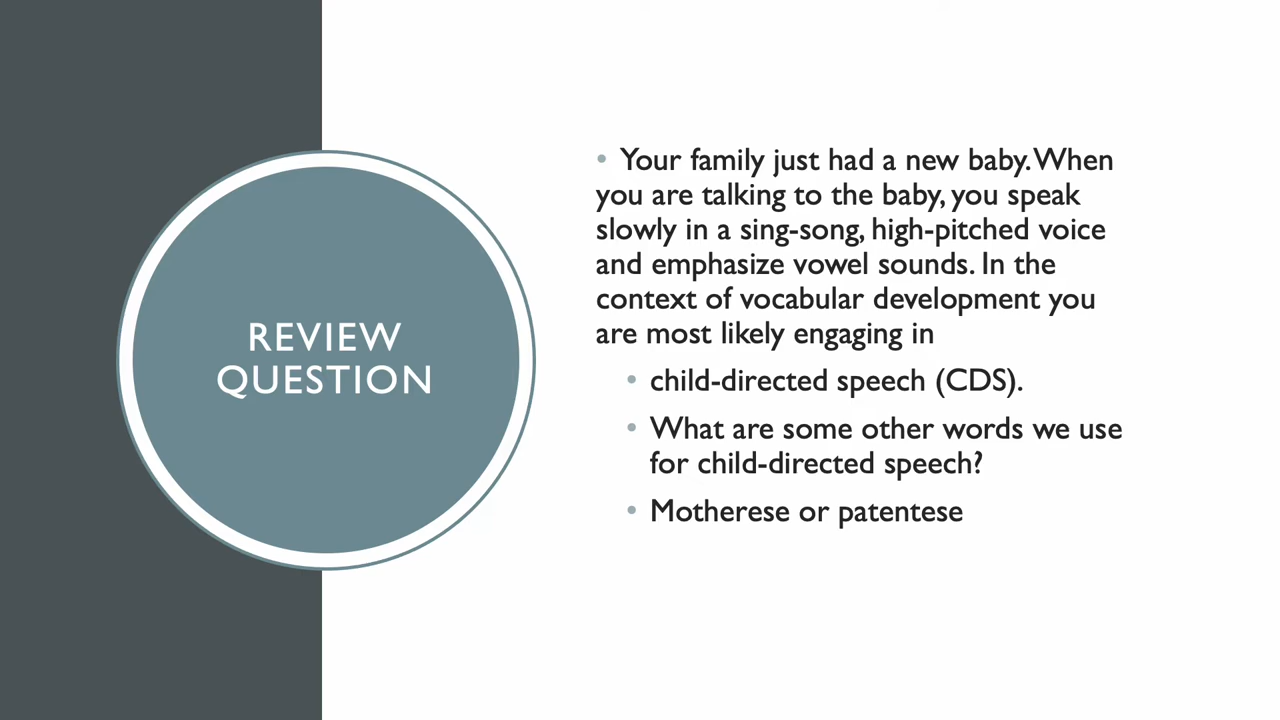 REVIEW
QUESTION
• Your family just had a new baby. When
you are talking to the baby, you speak
slowly in a sing-song, high-pitched voice
and emphasize vowel sounds. In the
context of vocabular development you
are most likely engaging in
• child-directed speech (CDS).
• What are some other words we use
for child-directed speech?
• Motherese or patentese